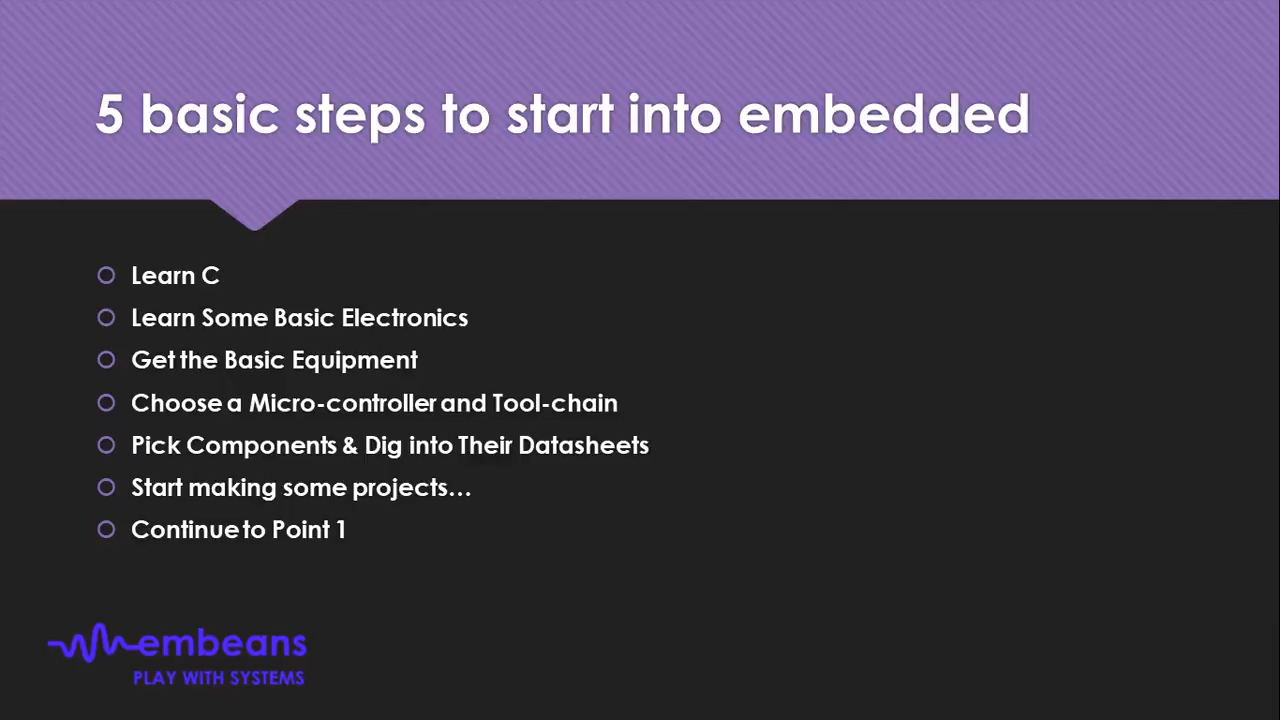 5 basic steps to start into embedded
Learn C
Learn Some Basic Electronics
Get the Basic Equipment
Choose a Micro-controller and Tool-chain
Pick Components & Dig into Their Datasheets
Start making some projects...
Continue to Point 1
embeans
PLAY WITH SYSTEMS